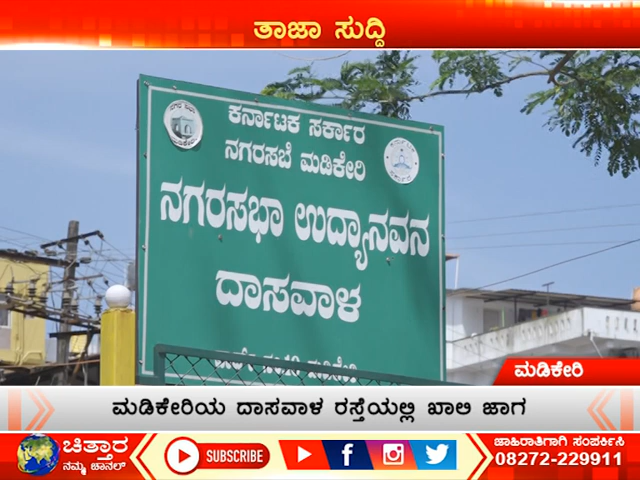 ತಾಜಾ ಸುದ್ದಿ
ಕರ್ನಾಟಕ ಸರ್ಕಾರ
ನಗರಸಭೆ ಮಡಿಕೇರಿ
ನಗರಸಭಾ ಉದ್ಯಾನವನ
ದಾಸವಾಳ
ಮಡಿಕೇರಿ
ಮಡಿಕೇರಿಯ ದಾಸವಾಳ ರಸ್ತೆಯಲ್ಲಿ ಖಾಲಿ ಜಾಗ
ಚಿತ್ತಾರ
ನಮ್ಮ ಚಾನಲ್
SUBSCRIBE
ಜಾಹಿರಾತಿಗಾಗಿ ಸಂಪರ್ಕಿಸಿ
08272-229911